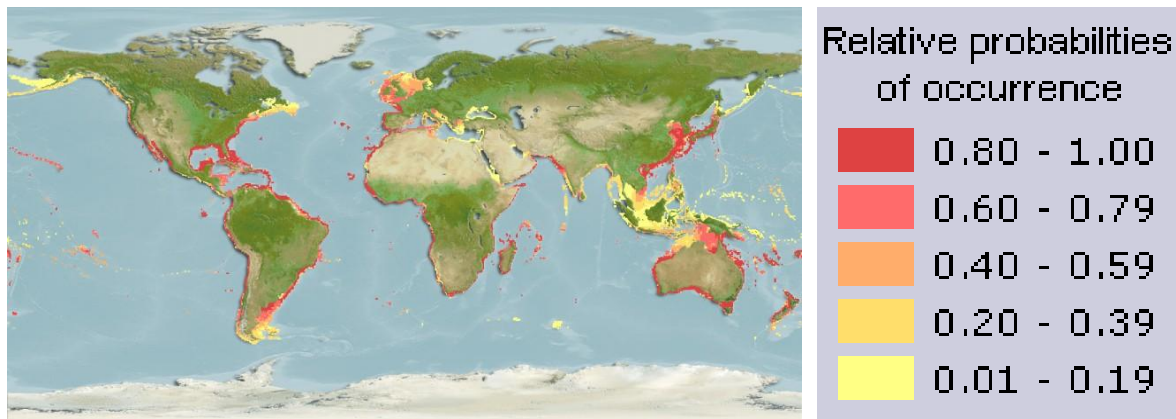 Relative probabilities
of occurrence
0.80 - 1.00
0.60 - 0.79
0.40 - 0.59
0.20 - 0.39
0.01 - 0.19